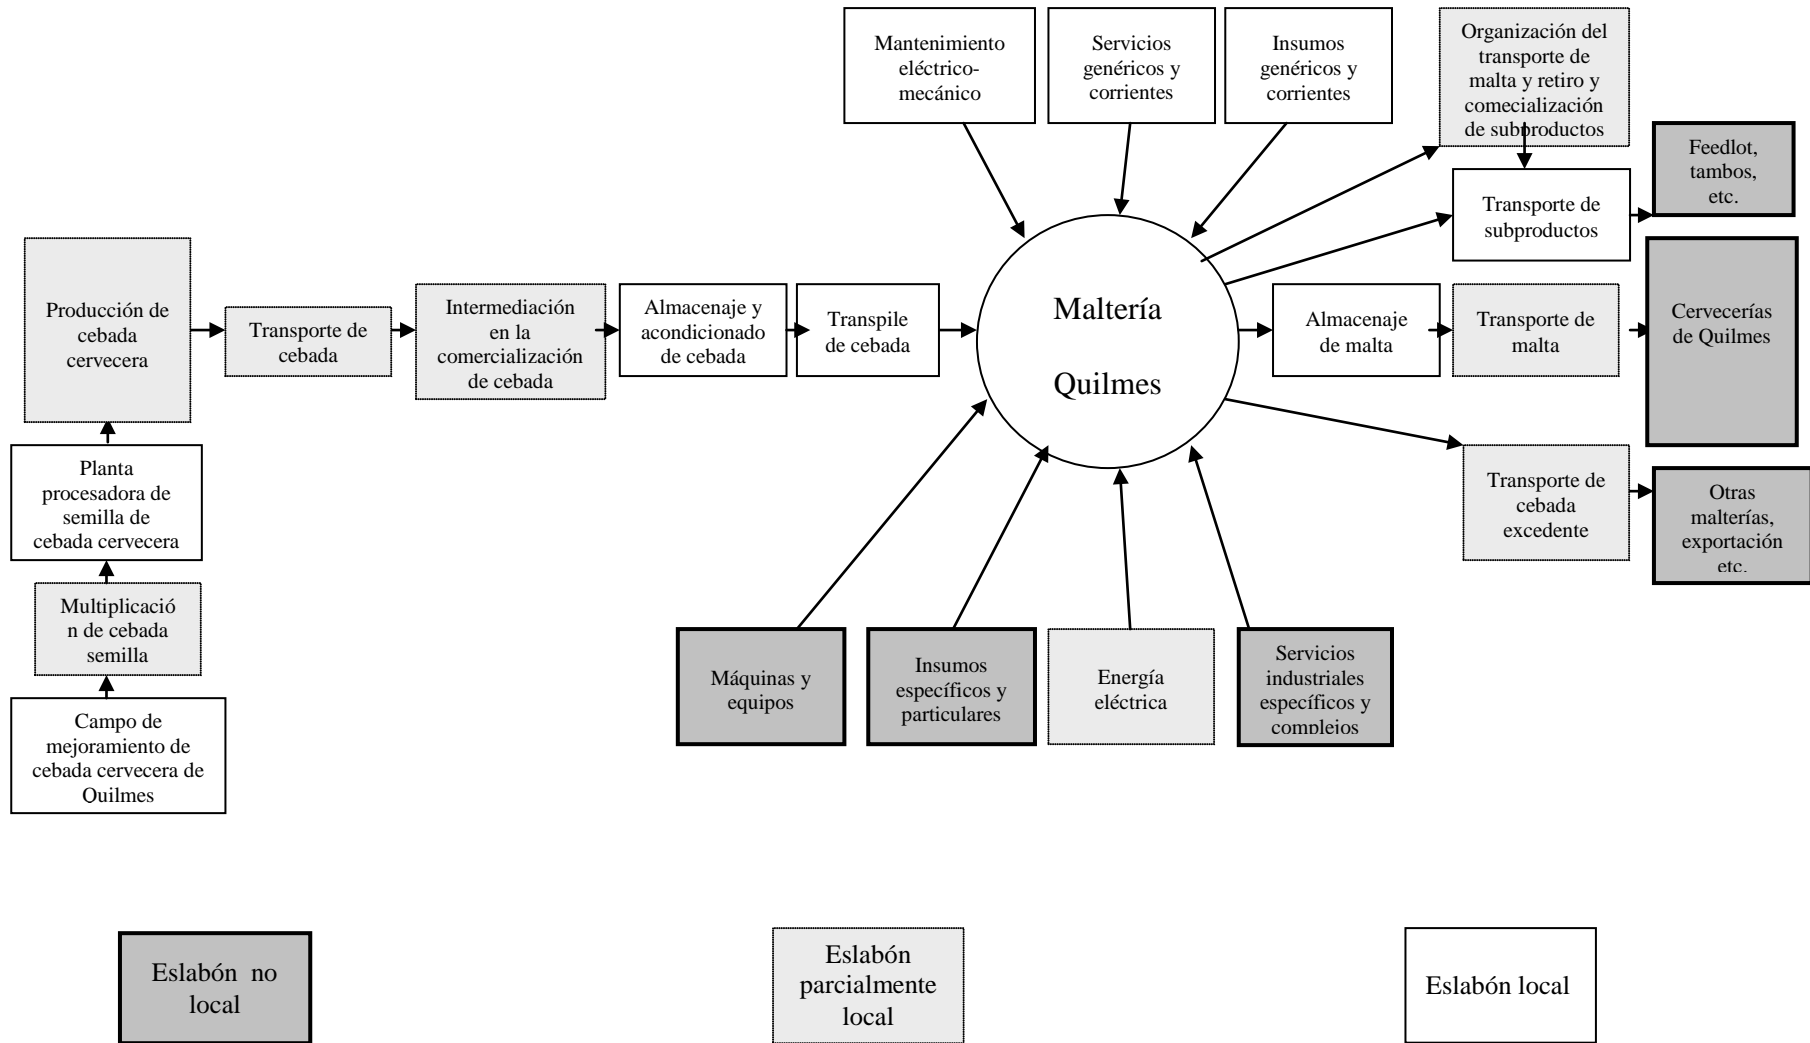 Mantenimiento
eléctrico-
mecánico
Servicios
genéricos y
corrientes
Insumos
genéricos y
corrientes
Organización del
transporte de
malta y retiro y
comecialización
de subproductos
Feedlot,
tambos,
etc.
Transporte de
subproductos
Producción de
cebada
cervecera
Transporte de
cebada
Intermediación
en la
comercialización
de cebada
Almacenaje y
acondicionado
de cebada
Transpile
de cebada
Maltería
Quilmes
Almacenaje
de malta
Transporte de
malta
Cervecerías
de Quilmes
Planta
procesadora de
semilla de
cebada cervecera
Transporte de
cebada
excedente
Otras
malterías,
exportación
etc.
Multiplicació
n de cebada
semilla
Campo de
mejoramiento de
cebada cervecera de
Quilmes
Máquinas y
equipos
Insumos
específicos y
particulares
Energía
eléctrica
Servicios
industriales
específicos y
complejos
Eslabón no
local
Eslabón
parcialmente
local
Eslabón local